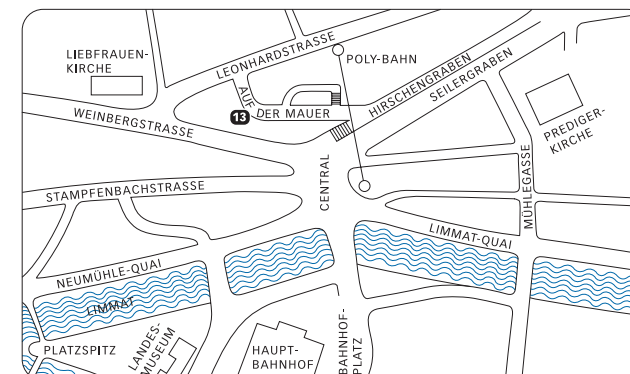 LIEBFRAUEN-
KIRCHE
LEONHARDSTRASSE
POLY-BAHN
AUF
DER MAUER
13
HIRSCHENGRABEN
SEILERGRABEN
WEINBERGSTRASSE
PREDIGER-
KIRCHE
MÜHLEGASSE
CENTRAL
STAMPFENBACHSTRASSE
LIMMAT-QUAI
NEUMÜHLE-QUAI
LIMMAT
PLATZSPITZ
LANDES-
MUSEUM
HAUPT-
BAHNHOF
BAHNHOF-
PLATZ